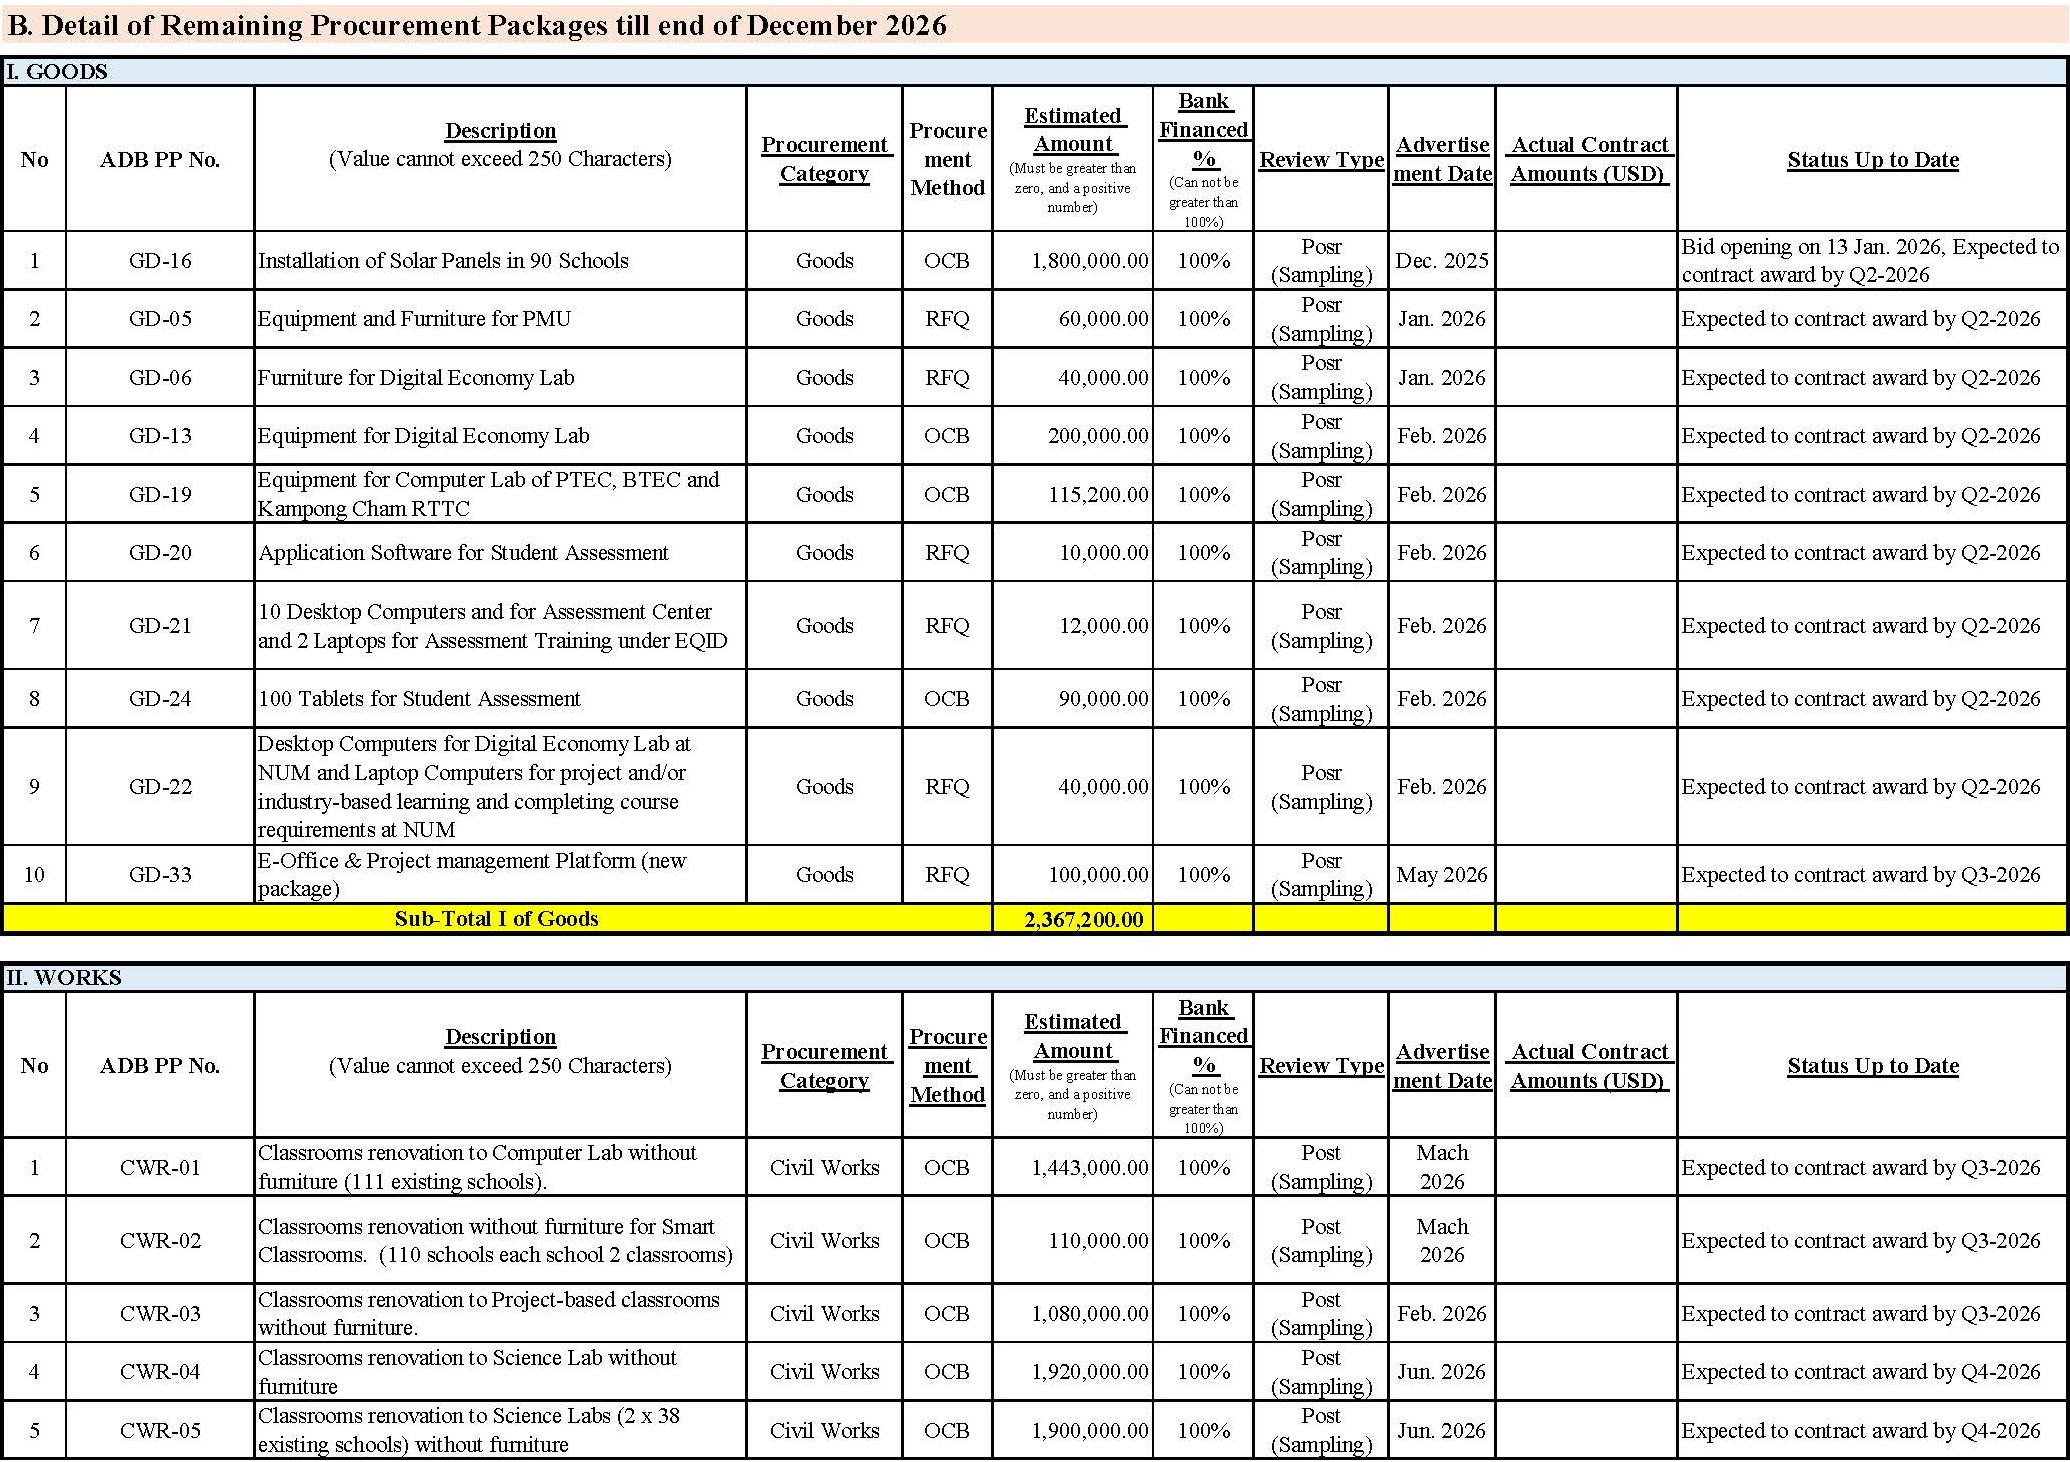 B. Detail of Remaining Procurement Packages till end of December 2026
I. GOODS
No
ADB PP No.
Description
(Value cannot exceed 250 Characters)
Procurement
Category
Procure
ment
Method
Estimated
Amount
(Must be greater than
zero, and a positive
number)
Bank
Financed
%
(Can not be
greater than
100%)
Review Type
Advertise
ment Date
Actual Contract
Amounts (USD)
Status Up to Date
1
GD-16
Installation of Solar Panels in 90 Schools
Goods
OCB
1,800,000.00
100%
Posr
(Sampling)
Dec. 2025
Bid opening on 13 Jan. 2026, Expected to
contract award by Q2-2026
2
GD-05
Equipment and Furniture for PMU
Goods
RFQ
60,000.00
100%
Posr
(Sampling)
Jan. 2026
Expected to contract award by Q2-2026
3
GD-06
Furniture for Digital Economy Lab
Goods
RFQ
40,000.00
100%
Posr
(Sampling)
Jan. 2026
Expected to contract award by Q2-2026
4
GD-13
Equipment for Digital Economy Lab
Goods
OCB
200,000.00
100%
Posr
(Sampling)
Feb. 2026
Expected to contract award by Q2-2026
5
GD-19
Equipment for Computer Lab of PTEC, BTEC and
Kampong Cham RTTC
Goods
OCB
115,200.00
100%
Posr
(Sampling)
Feb. 2026
Expected to contract award by Q2-2026
6
GD-20
Application Software for Student Assessment
Goods
RFQ
10,000.00
100%
Posr
(Sampling)
Feb. 2026
Expected to contract award by Q2-2026
7
GD-21
10 Desktop Computers and for Assessment Center
and 2 Laptops for Assessment Training under EQID
Goods
RFQ
12,000.00
100%
Posr
(Sampling)
Feb. 2026
Expected to contract award by Q2-2026
8
GD-24
100 Tablets for Student Assessment
Goods
OCB
90,000.00
100%
Posr
(Sampling)
Feb. 2026
Expected to contract award by Q2-2026
9
GD-22
Desktop Computers for Digital Economy Lab at
NUM and Laptop Computers for project and/or
industry-based learning and completing course
requirements at NUM
Goods
RFQ
40,000.00
100%
Posr
(Sampling)
Feb. 2026
Expected to contract award by Q2-2026
10
GD-33
E-Office & Project management Platform (new
package)
Goods
RFQ
100,000.00
100%
Posr
(Sampling)
May 2026
Expected to contract award by Q3-2026
Sub-Total I of Goods
2,367,200.00
II. WORKS
No
ADB PP No.
Description
(Value cannot exceed 250 Characters)
Procurement
Category
Procure
ment
Method
Estimated
Amount
(Must be greater than
zero, and a positive
number)
Bank
Financed
%
(Can not be
greater than
100%)
Review Type
Advertise
ment Date
Actual Contract
Amounts (USD)
Status Up to Date
1
CWR-01
Classrooms renovation to Computer Lab without
furniture (111 existing schools).
Civil Works
OCB
1,443,000.00
100%
Post
(Sampling)
Mach
2026
Expected to contract award by Q3-2026
2
CWR-02
Classrooms renovation without furniture for Smart
Classrooms. (110 schools each school 2 classrooms)
Civil Works
OCB
110,000.00
100%
Post
(Sampling)
Mach
2026
Expected to contract award by Q3-2026
3
CWR-03
Classrooms renovation to Project-based classrooms
without furniture.
Civil Works
OCB
1,080,000.00
100%
Post
(Sampling)
Feb. 2026
Expected to contract award by Q3-2026
4
CWR-04
Classrooms renovation to Science Lab without
furniture
Civil Works
OCB
1,920,000.00
100%
Post
(Sampling)
Jun. 2026
Expected to contract award by Q4-2026
5
CWR-05
Classrooms renovation to Science Labs (2 x 38
existing schools) without furniture
Civil Works
OCB
1,900,000.00
100%
Post
(Sampling)
Jun. 2026
Expected to contract award by Q4-2026